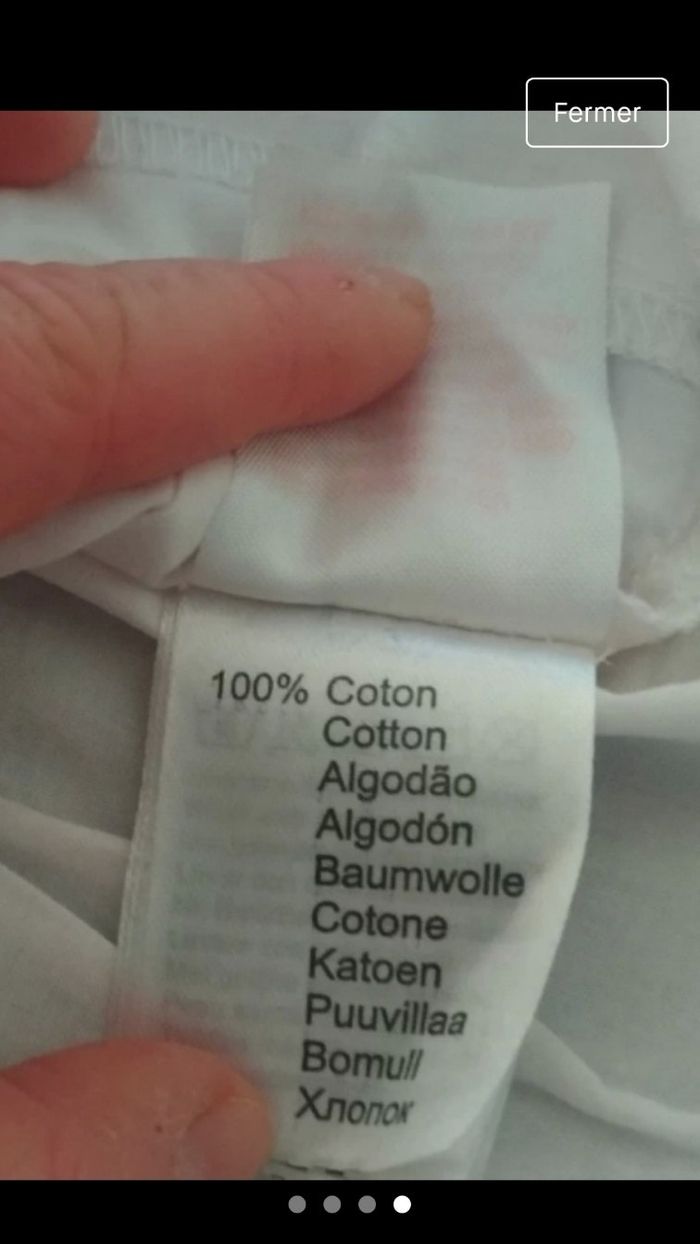 Fermer
100% Coton
Cotton
Algodão
Algodón
Baumwolle
Cotone
Katoen
Puuvillaa
Bomull
Хлопок